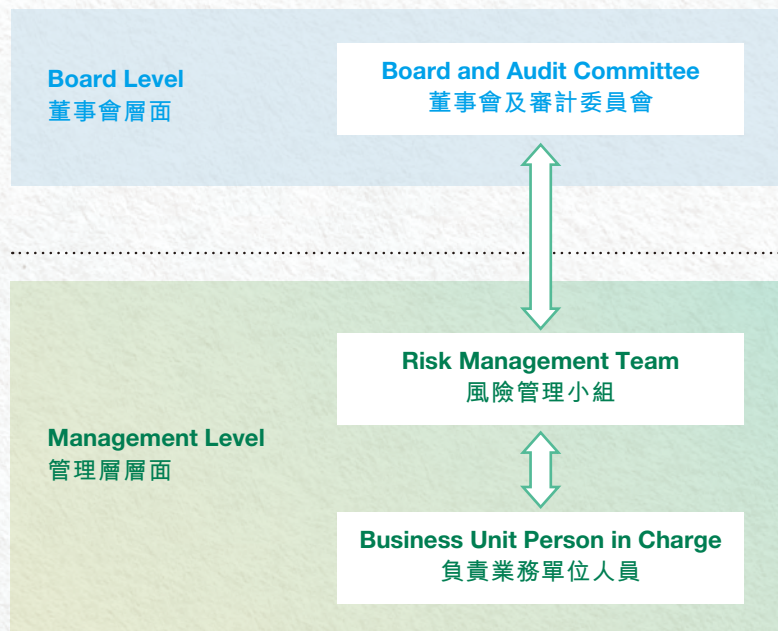 Board Level
董事會層面
Board and Audit Committee
董事會及審計委員會
Risk Management Team
風險管理小組
Management Level
管理層層面
Business Unit Person in Charge
負責業務單位人員